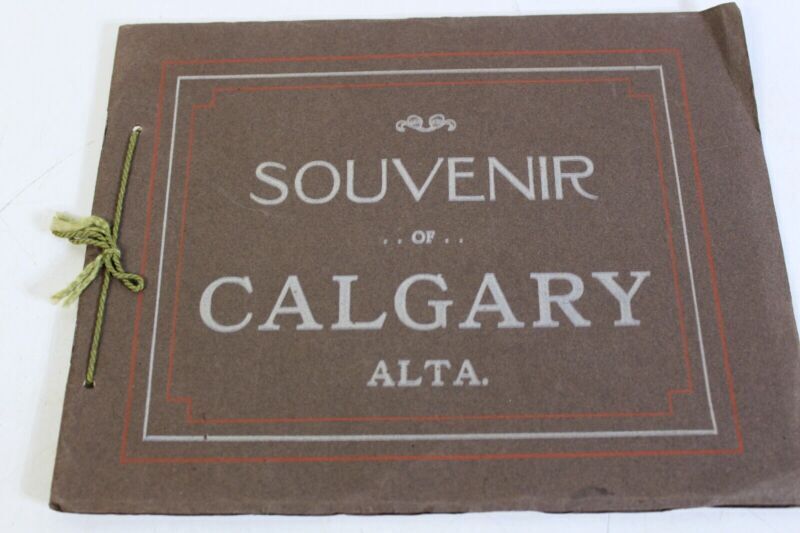 SOUVENIR
..OF..
CALGARY
ALTA.